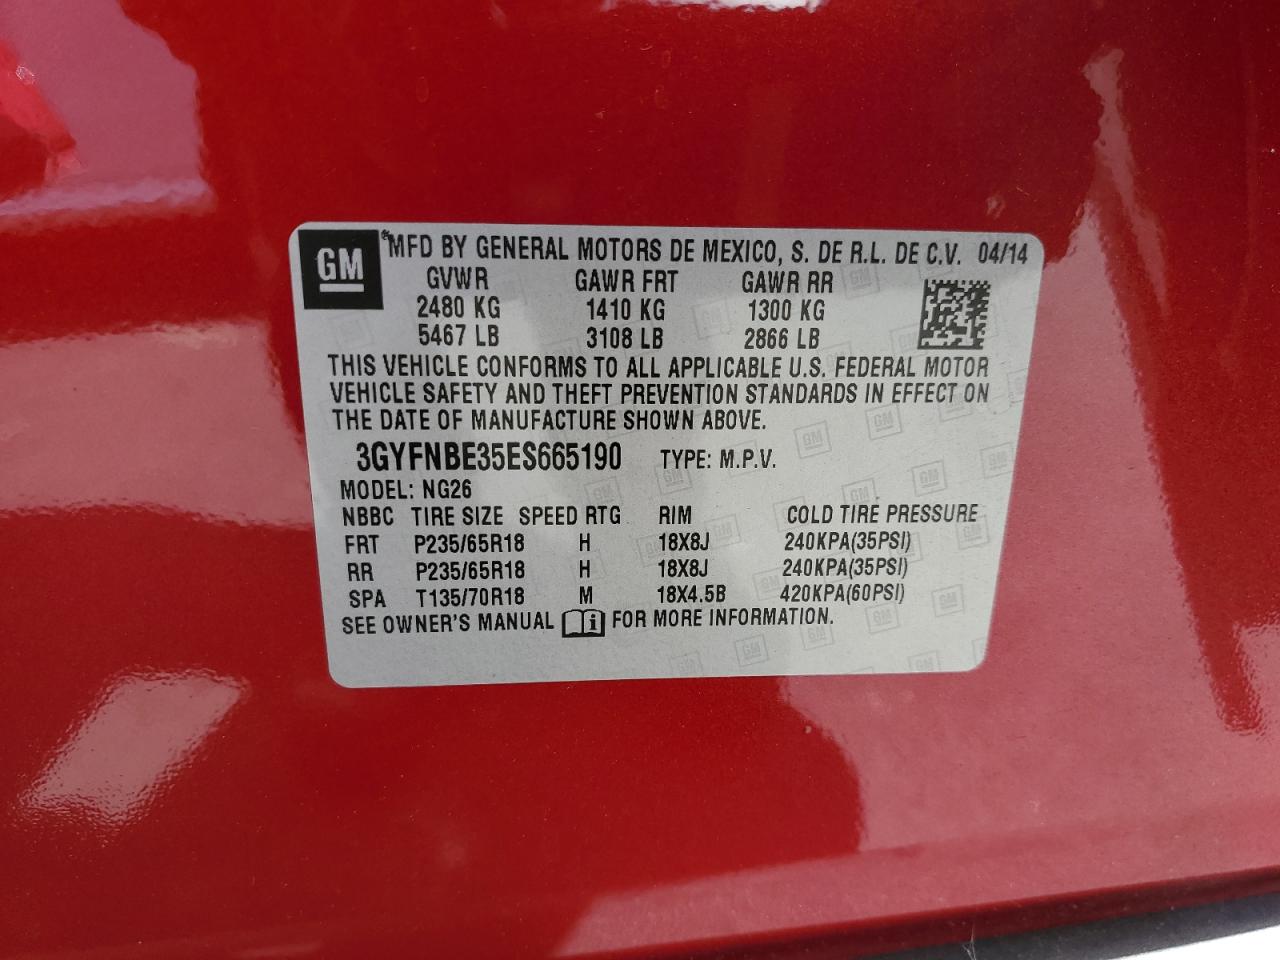 GM
MFD BY GENERAL MOTORS DE MEXICO, S. DE R.L. DE C.V. 04/14
GVWR GAWR FRT GAWR RR
2480 KG 1410 KG 1300 KG
5467 LB 3108 LB 2866 LB
THIS VEHICLE CONFORMS TO ALL APPLICABLE U.S. FEDERAL MOTOR
VEHICLE SAFETY AND THEFT PREVENTION STANDARDS IN EFFECT ON
THE DATE OF MANUFACTURE SHOWN ABOVE.
3GYFNBE35ES665190 TYPE: M.P.V.
MODEL: NG26
NBBC TIRE SIZE SPEED RTG RIM COLD TIRE PRESSURE
FRT P235/65R18 H 18X8J 240KPA(35PSI)
RR P235/65R18 H 18X8J 240KPA(35PSI)
SPA T135/70R18 M 18X4.5B 420KPA(60PSI)
SEE OWNER'S MANUAL i FOR MORE INFORMATION.